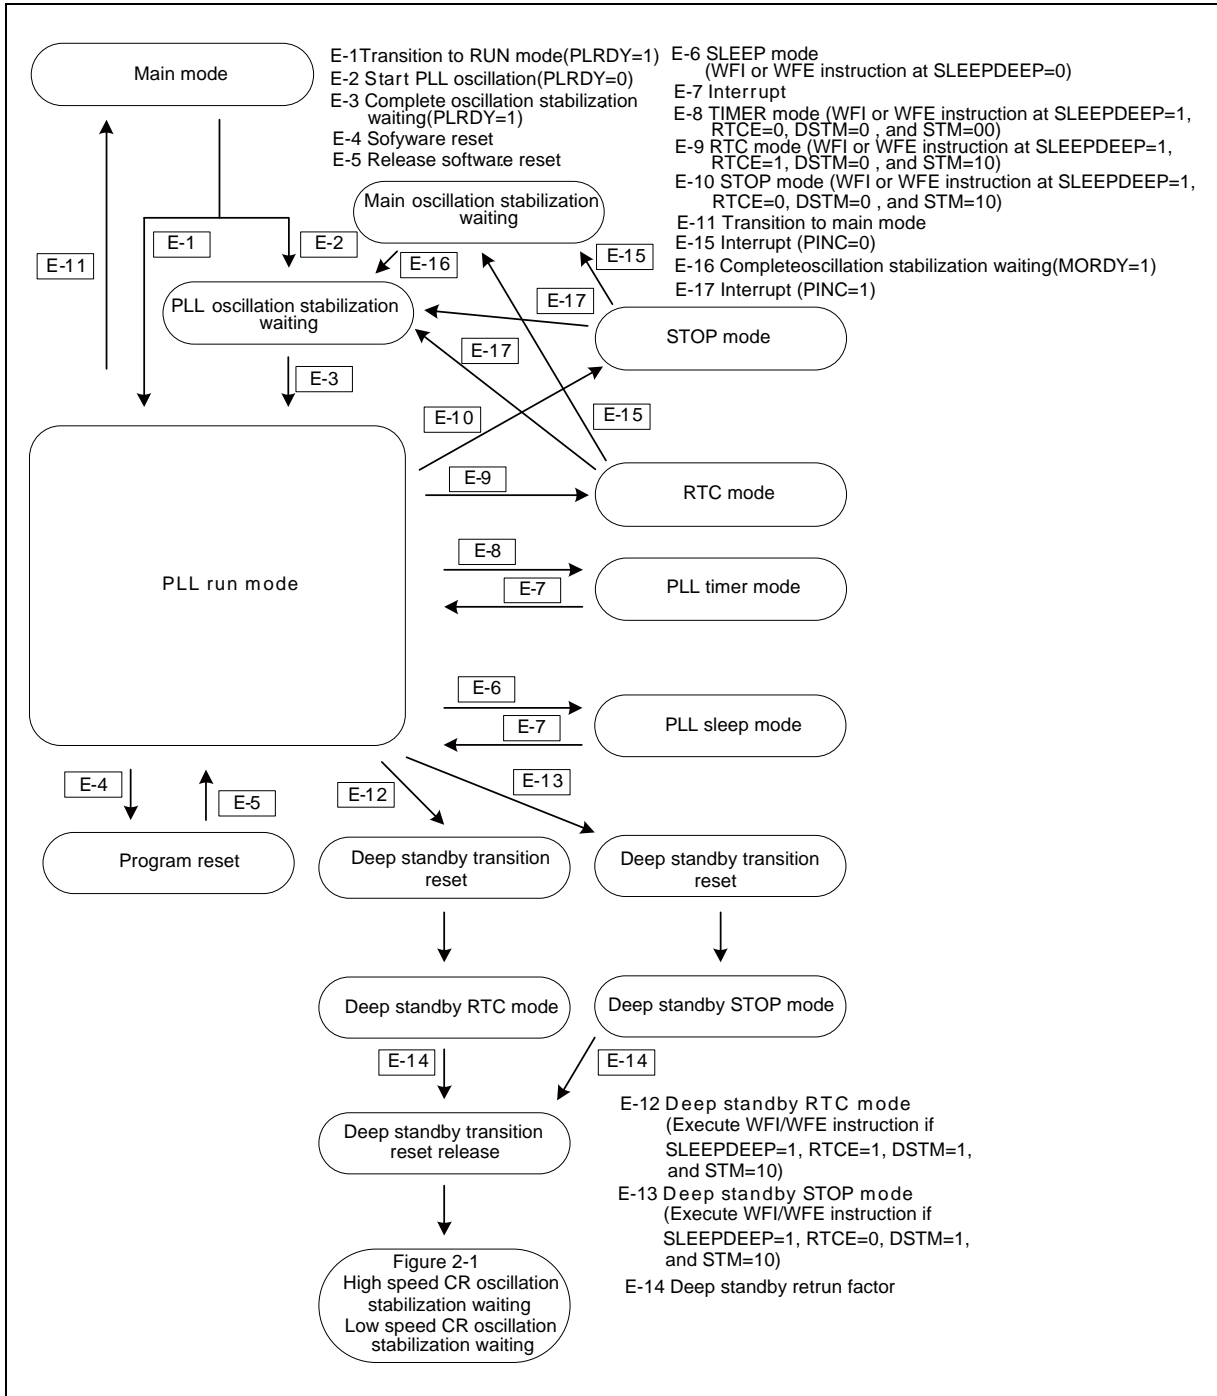 Main mode
E-1Transition to RUN mode(PLRDY=1)
E-2 Start PLL oscillation(PLRDY=0)
E-3 Complete oscillation stabilization
waiting(PLRDY=1)
E-4 Sofyware reset
E-5 Release software reset
E-6 SLEEP mode
(WFI or WFE instruction at SLEEPDEEP=0)
E-7 Interrupt
E-8 TIMER mode (WFI or WFE instruction at SLEEPDEEP=1,
RTCE=0, DSTM=0 , and STM=00)
E-9 RTC mode (WFI or WFE instruction at SLEEPDEEP=1,
RTCE=1, DSTM=0 , and STM=10)
E-10 STOP mode (WFI or WFE instruction at SLEEPDEEP=1,
RTCE=0, DSTM=0 , and STM=10)
E-11 Transition to main mode
E-15 Interrupt (PINC=0)
E-16 Completeoscillation stabilization waiting(MORDY=1)
E-17 Interrupt (PINC=1)
Main oscillation stabilization
waiting
E-11
E-1
E-2
E-16
E-15
PLL oscillation stabilization
waiting
E-17
STOP mode
E-17
E-3
E-10
E-15
E-9
RTC mode
PLL run mode
E-8
E-7
PLL timer mode
E-6
E-7
PLL sleep mode
E-4
E-5
E-12
E-13
Program reset
Deep standby transition
reset
Deep standby transition
reset
Deep standby RTC mode
Deep standby STOP mode
E-14
E-14
Deep standby transition
reset release
E-12 Deep standby RTC mode
(Execute WFI/WFE instruction if
SLEEPDEEP=1, RTCE=1, DSTM=1,
and STM=10)
E-13 Deep standby STOP mode
(Execute WFI/WFE instruction if
SLEEPDEEP=1, RTCE=0, DSTM=1,
and STM=10)
E-14 Deep standby retrun factor
Figure 2-1
High speed CR oscillation
stabilization waiting
Low speed CR oscillation
stabilization waiting